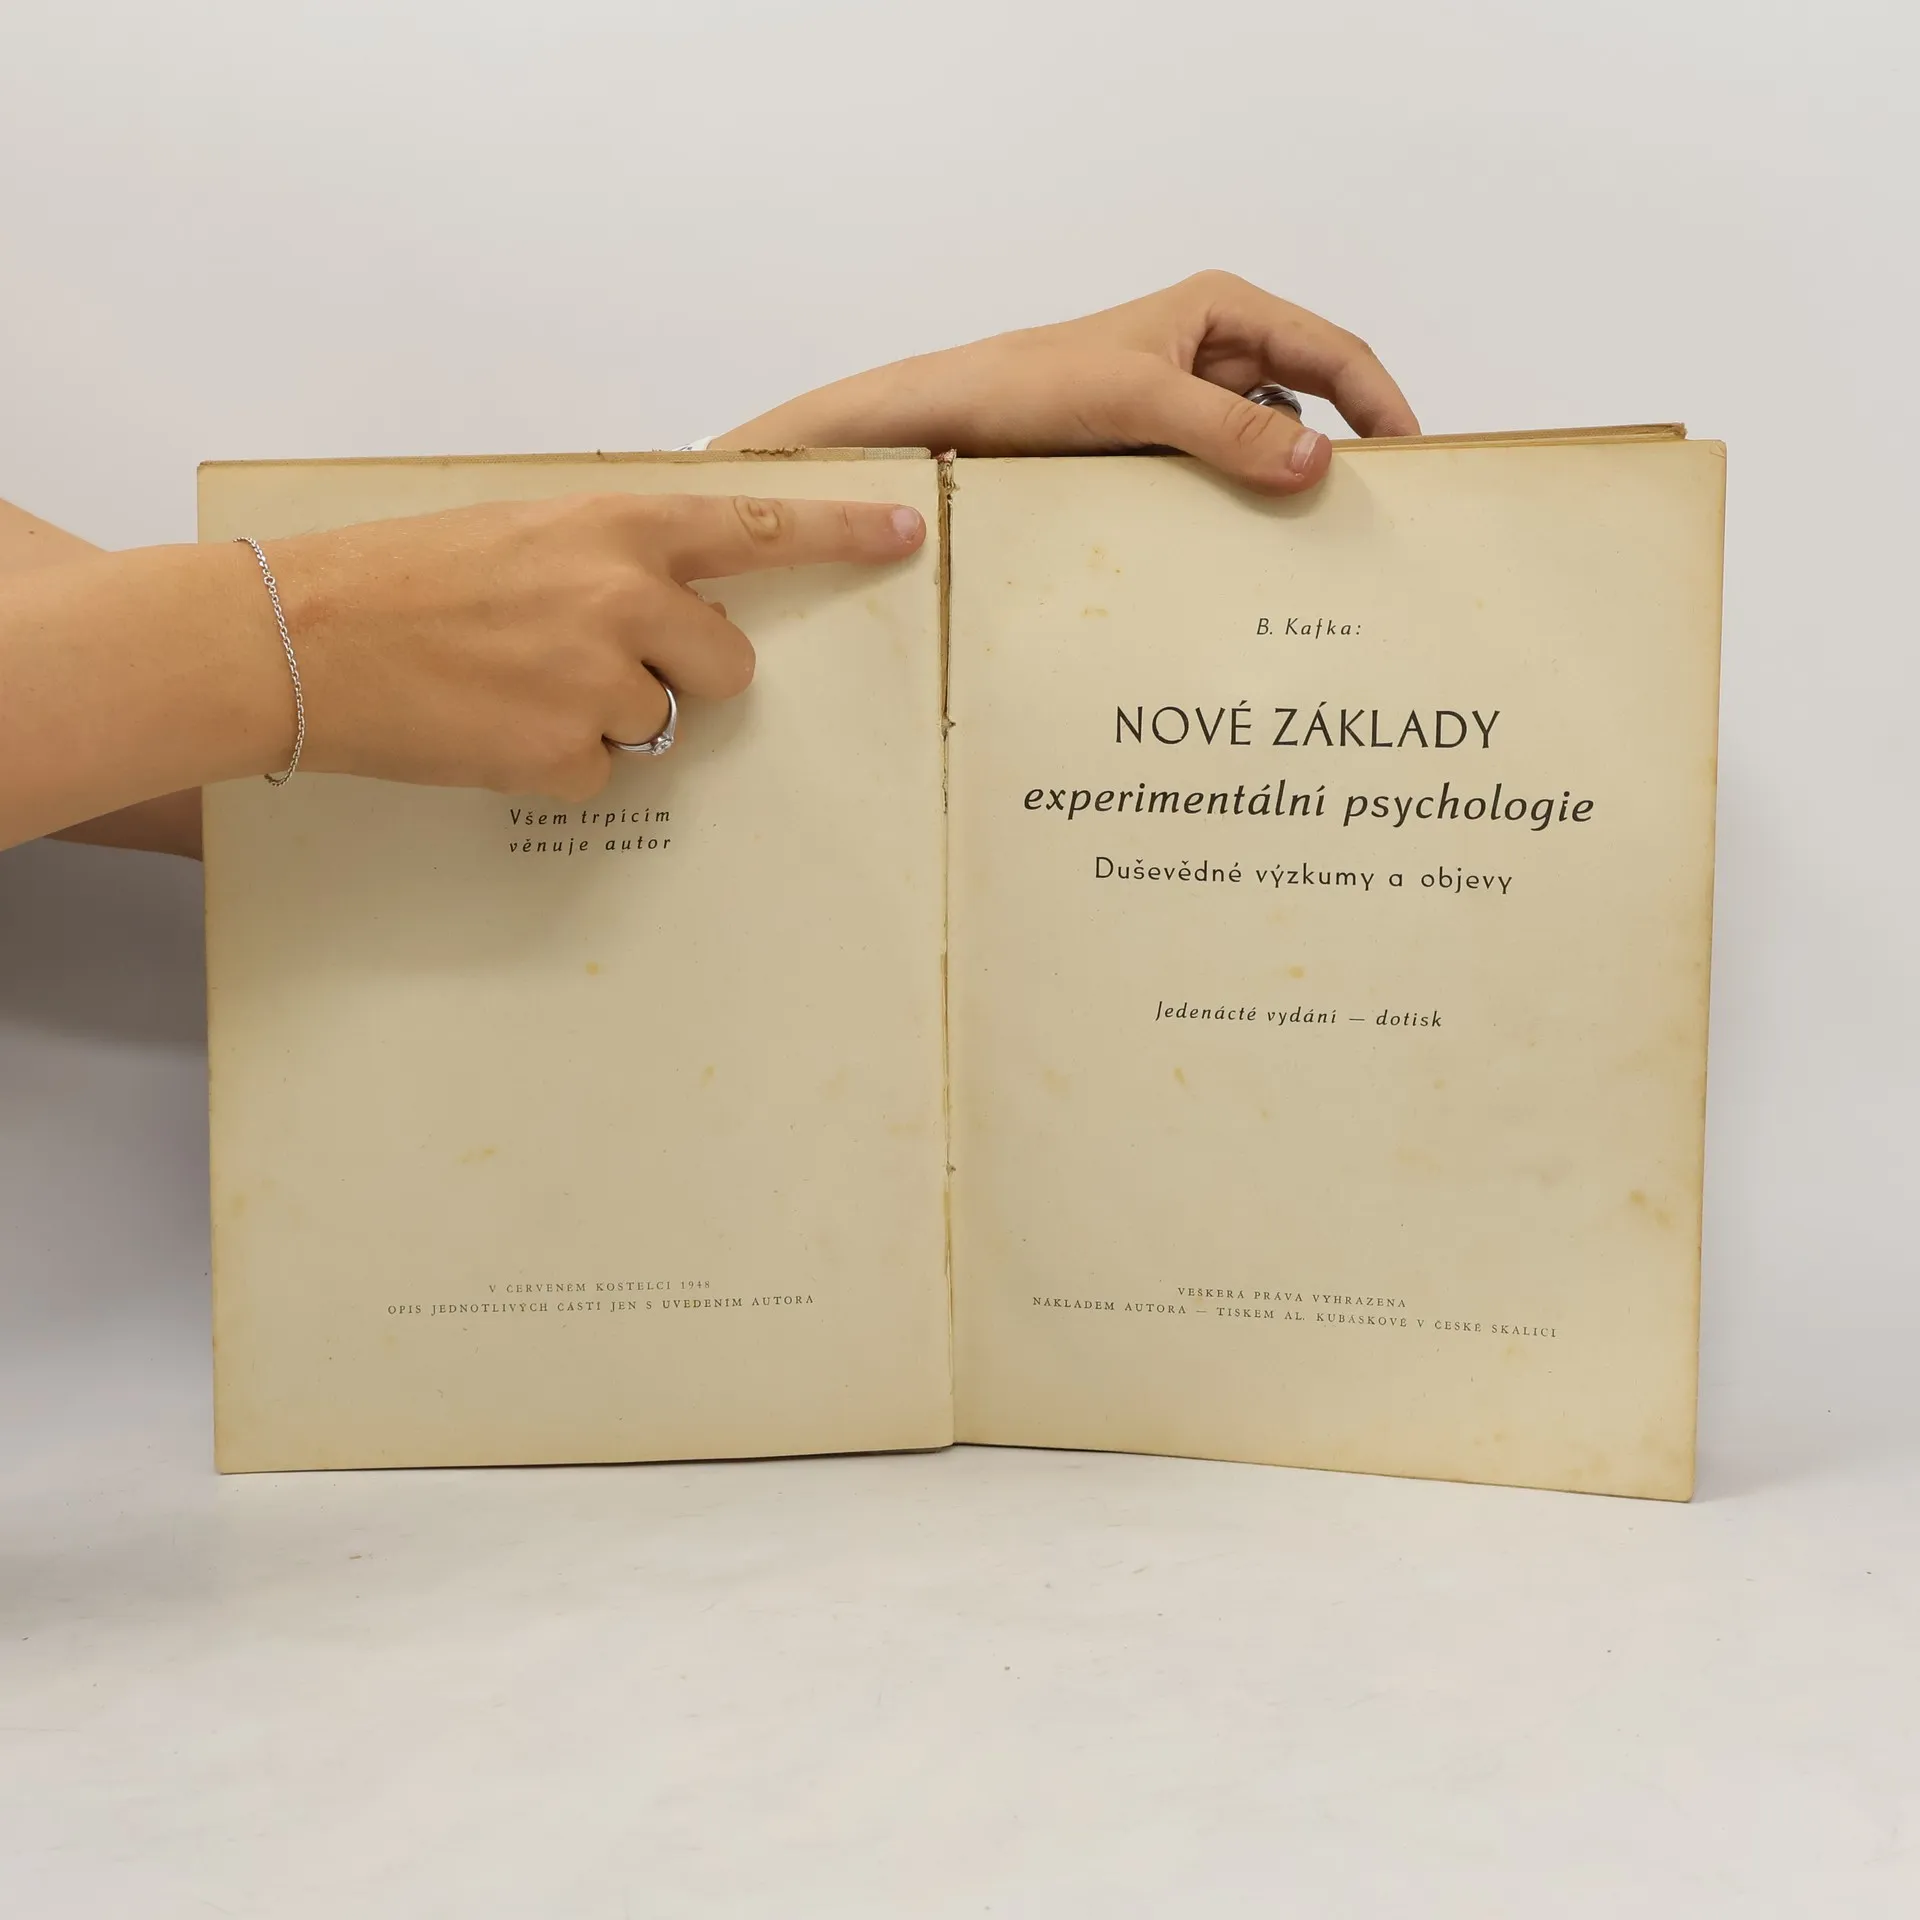 Všem trpícím
věnuje autor
V ČERVENÉM KOSTELCI 1948
OPIS JEDNOTLIVÝCH ČÁSTÍ JEN S UVEDENÍM AUTORA
B. Kafka:
NOVÉ ZÁKLADY
experimentální psychologie
Duševědné výzkumy a objevy
Jedenácté vydání — dotisk
VEŠKERÁ PRÁVA VYHRAZENA
NÁKLADEM AUTORA — TISKEM AL. KUBÁSKOVÉ V ČESKÉ SKALICI